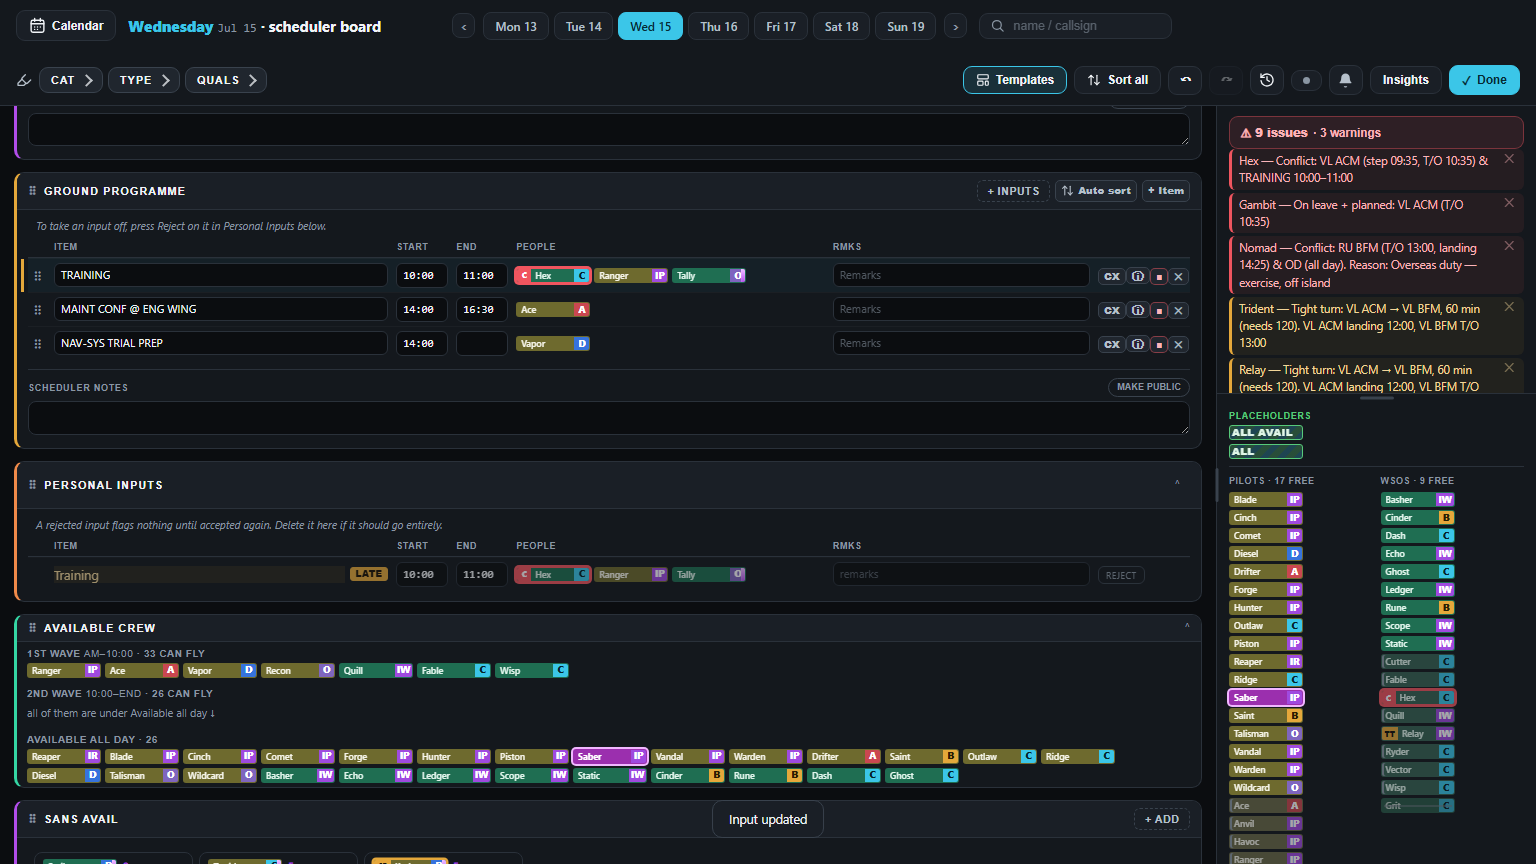 Calendar
Wednesday Jul 15 · scheduler board
Mon 13
Tue 14
Wed 15
Thu 16
Fri 17
Sat 18
Sun 19
name / callsign
CAT
TYPE
QUALS
Templates
Sort all
Insights
✓ Done
GROUND PROGRAMME
+ INPUTS
Auto sort
+ Item
To take an input off, press Reject on it in Personal Inputs below.
ITEM START END PEOPLE RMKS
TRAINING 10:00 11:00 C Hex C Ranger IP Tally O Remarks CX
MAINT CONF @ ENG WING 14:00 16:30 Ace A Remarks CX
NAV-SYS TRIAL PREP 14:00 Vapor D Remarks CX
SCHEDULER NOTES
MAKE PUBLIC
PERSONAL INPUTS
A rejected input flags nothing until accepted again. Delete it here if it should go entirely.
ITEM START END PEOPLE RMKS
Training LATE 10:00 11:00 C Hex C Ranger IP Tally O remarks REJECT
AVAILABLE CREW
1ST WAVE AM–10:00 · 33 CAN FLY
Ranger IP Ace A Vapor D Recon O Quill IW Fable C Wisp C
2ND WAVE 10:00–END · 26 CAN FLY
all of them are under Available all day ↓
AVAILABLE ALL DAY · 26
Reaper IR Blade IP Cinch IP Comet IP Forge IP Hunter IP Piston IP Saber IP Vandal IP Warden IP Drifter A Saint B Outlaw C Ridge C
Diesel D Talisman O Wildcard O Basher IW Echo IW Ledger IW Scope IW Static IW Cinder B Rune B Dash C Ghost C
SANS AVAIL
+ ADD
Input updated
⚠ 9 issues · 3 warnings
Hex — Conflict: VL ACM (step 09:35, T/O 10:35) &
TRAINING 10:00–11:00
Gambit — On leave + planned: VL ACM (T/O
10:35)
Nomad — Conflict: RU BFM (T/O 13:00, landing
14:25) & OD (all day). Reason: Overseas duty —
exercise, off island
Trident — Tight turn: VL ACM → VL BFM, 60 min
(needs 120). VL ACM landing 12:00, VL BFM T/O
13:00
Relay — Tight turn: VL ACM → VL BFM, 60 min
(needs 120). VL ACM landing 12:00, VL BFM T/O
PLACEHOLDERS
ALL AVAIL
ALL
PILOTS · 17 FREE
Blade IP
Cinch IP
Comet IP
Diesel D
Drifter A
Forge IP
Hunter IP
Outlaw C
Piston IP
Reaper IR
Ridge C
Saber IP
Saint B
Talisman O
Vandal IP
Warden IP
Wildcard O
Ace A
Anvil IP
Havoc IP
Ranger IP
WSOS · 9 FREE
Basher IW
Cinder B
Dash C
Echo IW
Ghost C
Ledger IW
Rune B
Scope IW
Static IW
Cutter C
Fable C
C Hex C
Quill IW
TT Relay IW
Ryder C
Vector C
Wisp C
Grit C